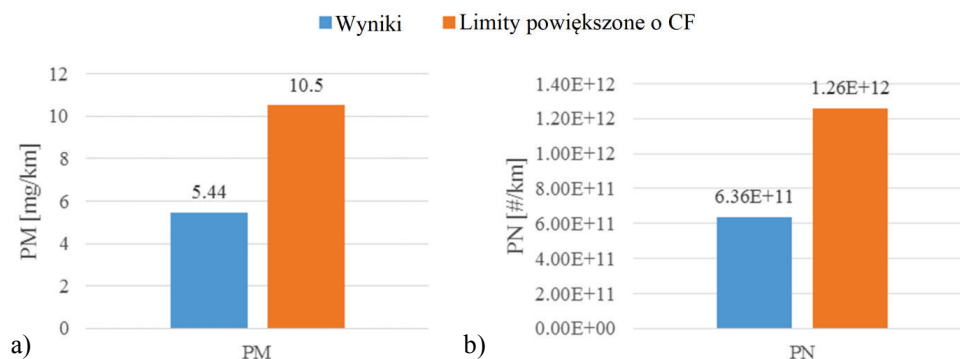 Wyniki Limity powiększone o CF
PM [mg/km]
12
10
8
6
4
2
0
5.44
10.5
PM
a)
PN [#/km]
1.40E+12
1.20E+12
1.00E+12
8.00E+11
6.00E+11
4.00E+11
2.00E+11
0.00E+00
6.36E+11
1.26E+12
PN
b)